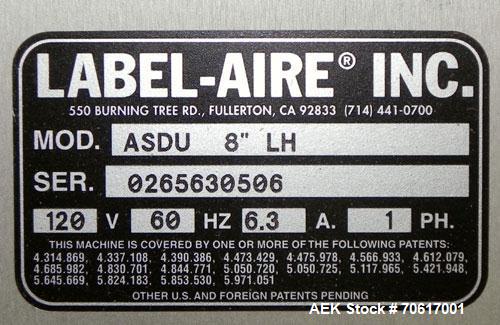 LABEL-AIRE® INC.
550 BURNING TREE RD., FULLERTON, CA 92833 (714) 441-0700
MOD. ASDU 8" LH
SER. 0265630506
120 V 60 HZ 6.3 A. 1 PH.
THIS MACHINE IS COVERED BY ONE OR MORE OF THE FOLLOWING PATENTS:
4.314.869, 4.337.108, 4.390.386, 4.473.429, 4.475.978, 4.566.933, 4.612.079,
4.685.982, 4.830.701, 4.844.771, 5.050.720, 5.050.725, 5.117.965, 5.421.948,
5.645.669, 5.824.183, 5.853.530, 5.971.051
OTHER U.S. AND FOREIGN PATENTS PENDING
AEK Stock # 70617001